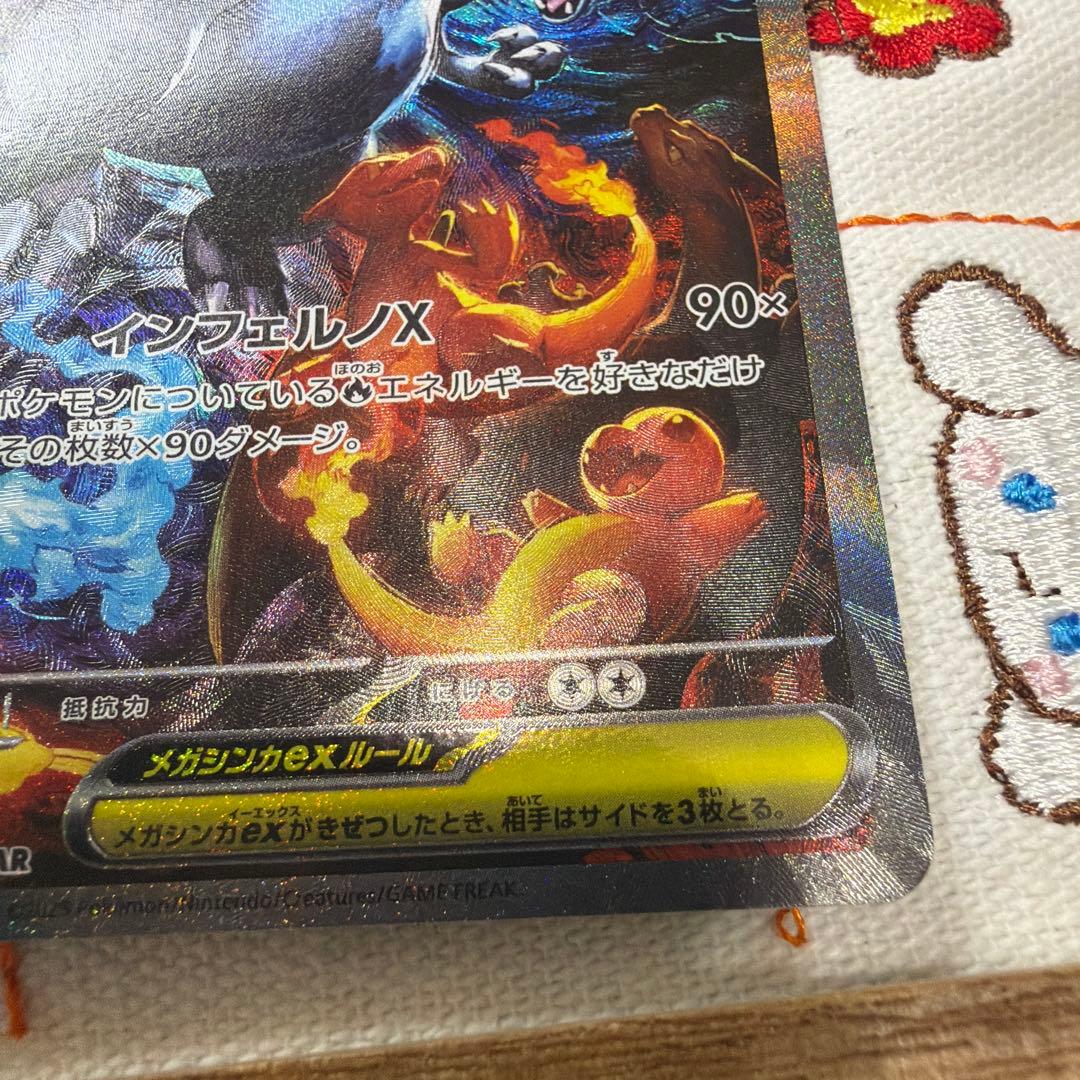 インフェルノX 90×
ほのお す
ポケモンについている エネルギーを好きなだけ
まいすう
その枚数×90ダメージ。
抵抗力 にげる
メガシンカexルール
イーエックス あいて まい
メガシンカexがきぜつしたとき、相手はサイドを3枚とる。
AR
©2025 Pokémon/Nintendo/Creatures/GAME FREAK